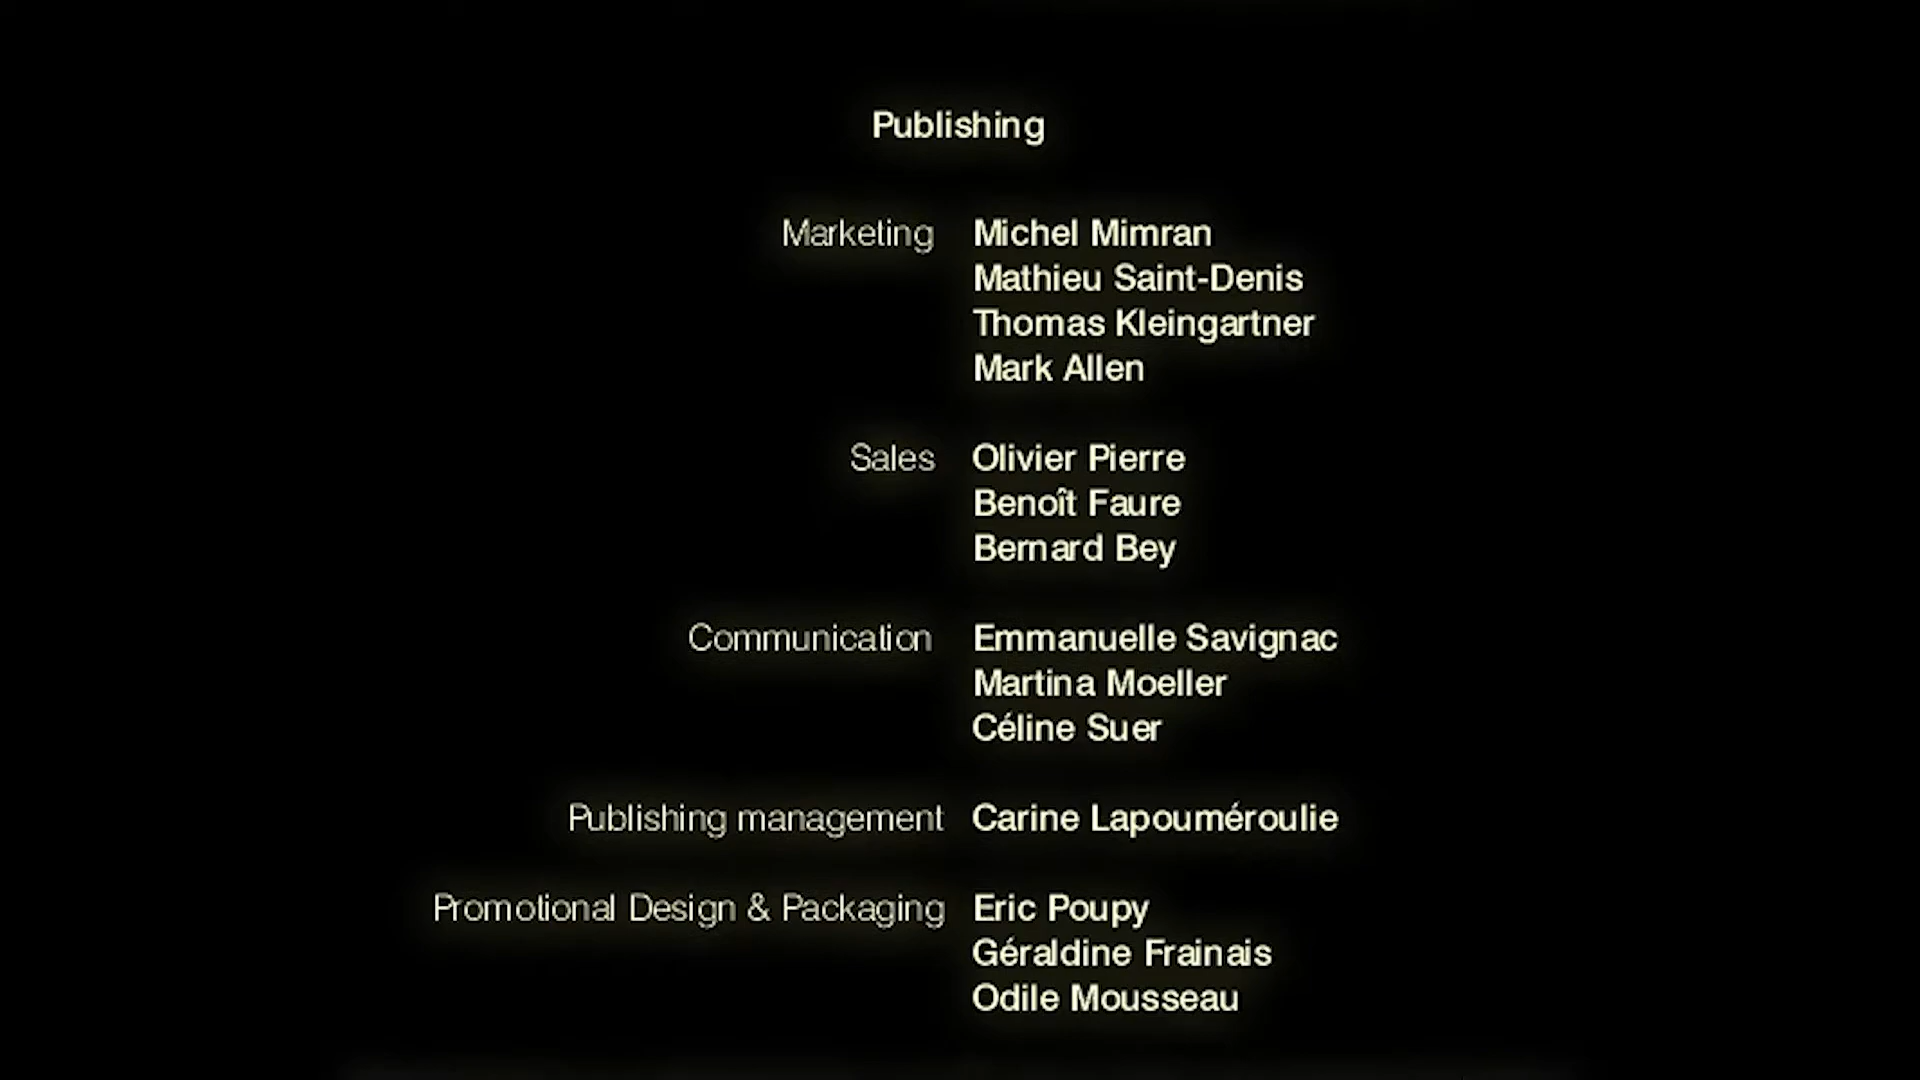 Publishing
Marketing Michel Mimran
Mathieu Saint-Denis
Thomas Kleingartner
Mark Allen
Sales Olivier Pierre
Benoît Faure
Bernard Bey
Communication Emmanuelle Savignac
Martina Moeller
Céline Suer
Publishing management Carine Lapouméroulie
Promotional Design & Packaging Eric Poupy
Géraldine Frainais
Odile Mousseau